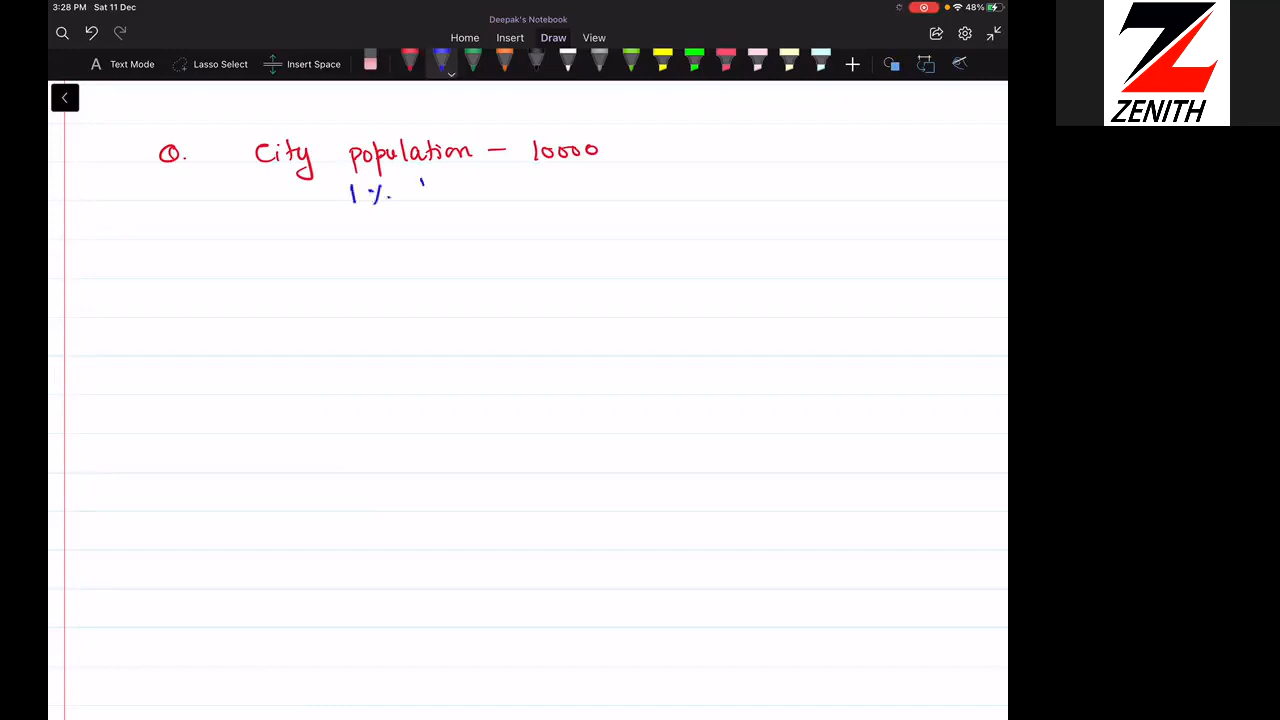 3:28 PM Sat 11 Dec
48%
Deepak's Notebook
Home Insert Draw View
A Text Mode Lasso Select Insert Space
Z
ZENITH
Q. City population - 10000
1%